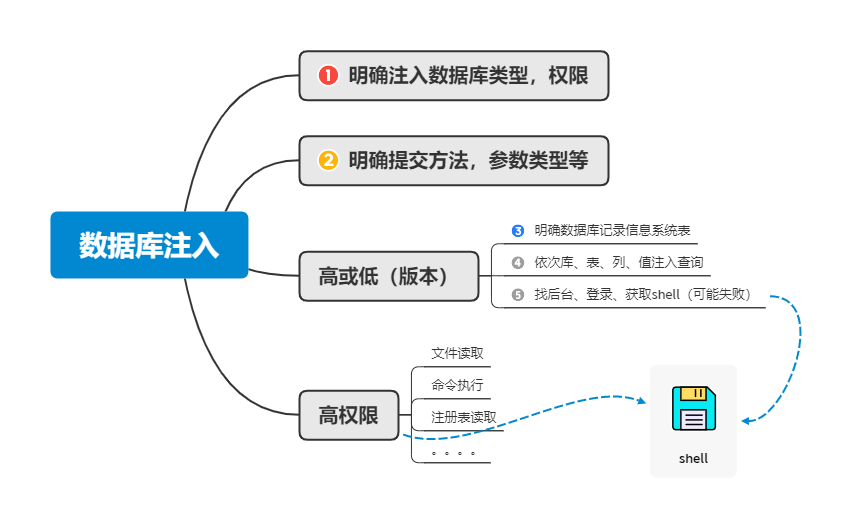 ① 明确注入数据库类型，权限
② 明确提交方法，参数类型等
数据库注入
高或低（版本）
③ 明确数据库记录信息系统表
④ 依次库、表、列、值注入查询
⑤ 找后台、登录、获取shell（可能失败）
高权限
文件读取
命令执行
注册表读取
。。。。
shell